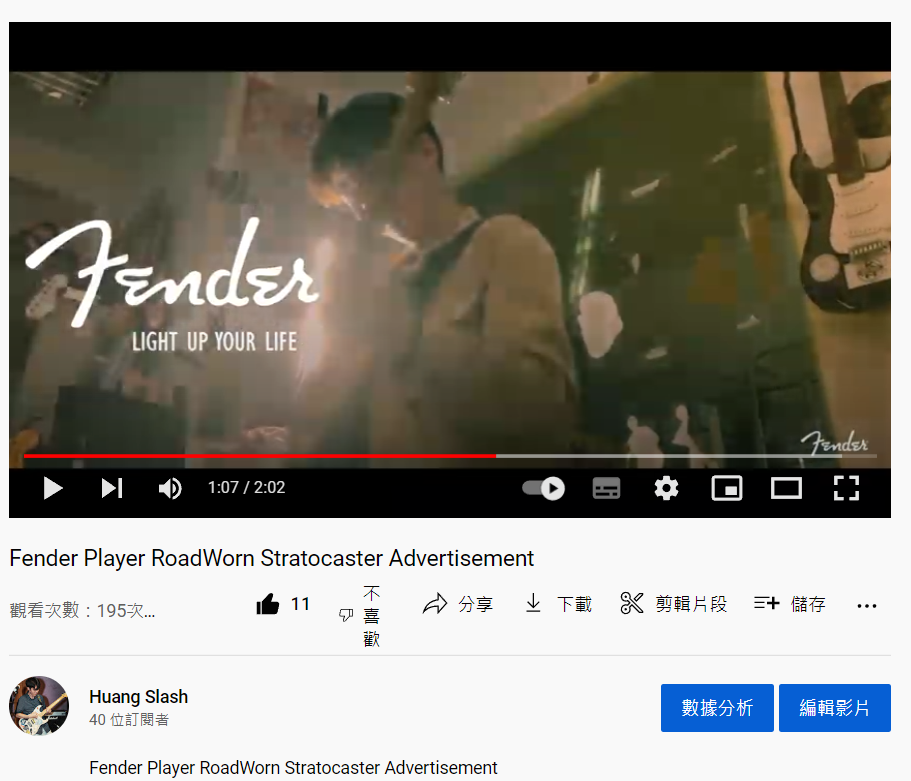 Fender
LIGHT UP YOUR LIFE
Fender
1:07 / 2:02
Fender Player RoadWorn Stratocaster Advertisement
觀看次數：195次...
11
不
喜
歡
分享
下載
剪輯片段
儲存
Huang Slash
40 位訂閱者
數據分析
編輯影片
Fender Player RoadWorn Stratocaster Advertisement